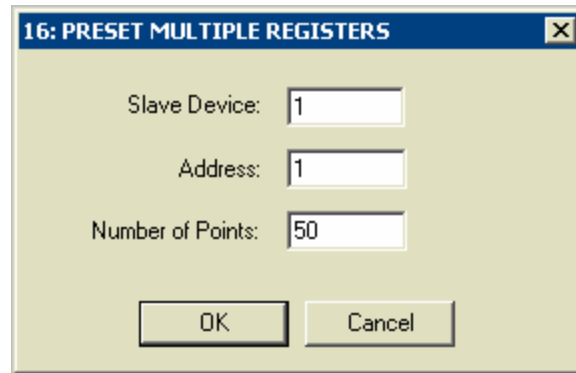 16: PRESET MULTIPLE REGISTERS
Slave Device: 1
Address: 1
Number of Points: 50
OK Cancel